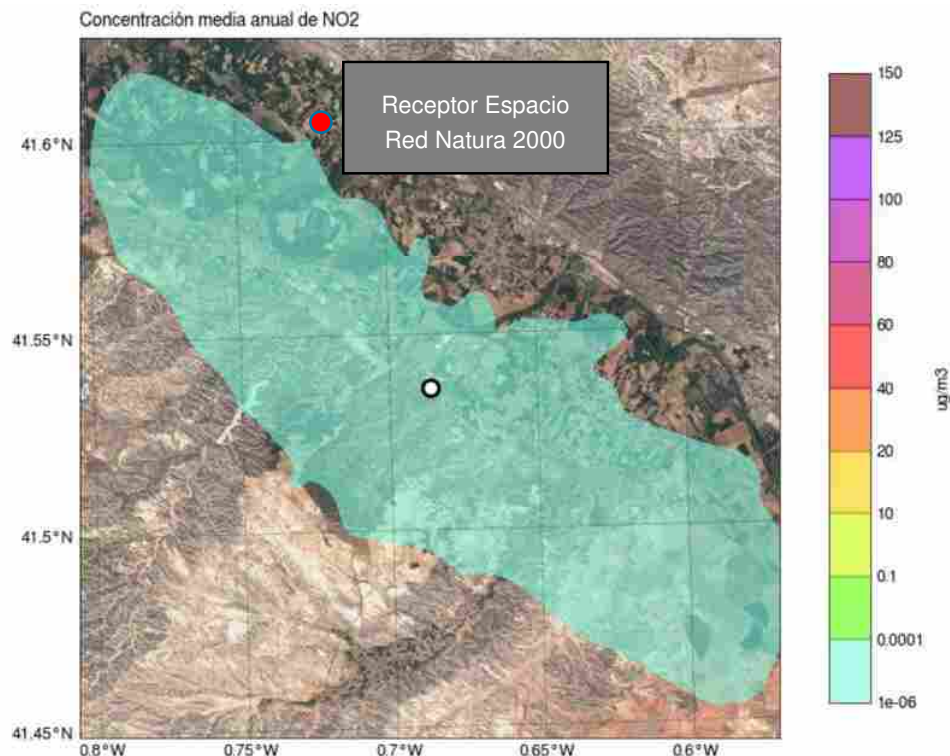 Concentración media anual de NO2
Receptor Espacio
Red Natura 2000
41.6°N
41.55°N
41.5°N
41.45°N
0.8°W
0.75°W
0.7°W
0.65°W
0.6°W
150
125
100
80
60
40
20
10
0.1
0.0001
1e-06
ug/m3